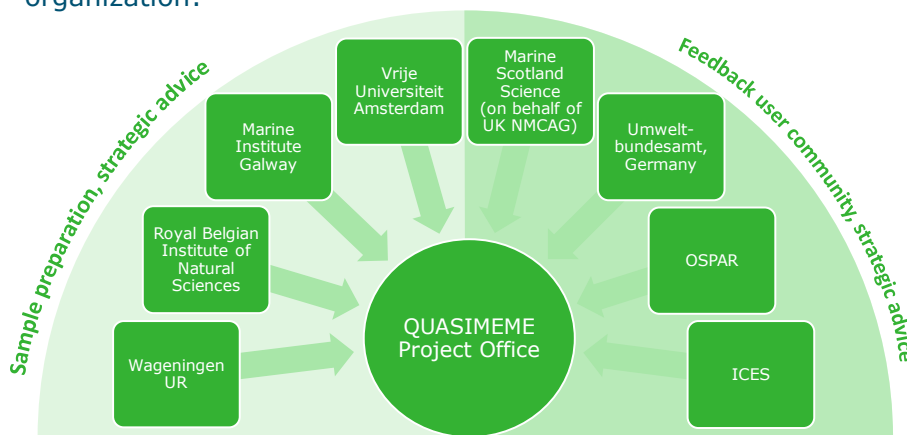 organization?
Sample preparation, strategic advice
Feedback user community, strategic advice
Vrije
Universiteit
Amsterdam
Marine
Scotland
Science
(on behalf of
UK NMCAG)
Marine
Institute
Galway
Umwelt-
bundesamt,
Germany
Royal Belgian
Institute of
Natural
Sciences
OSPAR
Wageningen
UR
ICES
QUASIMEME
Project Office